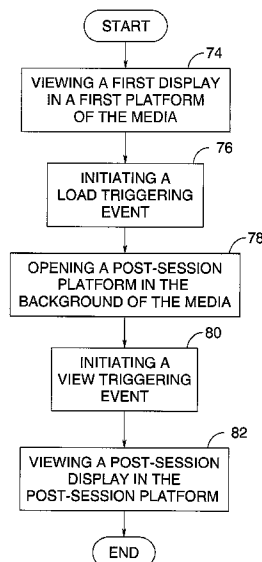 START
74
VIEWING A FIRST DISPLAY
IN A FIRST PLATFORM
OF THE MEDIA
76
INITIATING A
LOAD TRIGGERING
EVENT
78
OPENING A POST-SESSION
PLATFORM IN THE
BACKGROUND OF THE MEDIA
80
INITIATING A
VIEW TRIGGERING
EVENT
82
VIEWING A POST-SESSION
DISPLAY IN THE
POST-SESSION PLATFORM
END